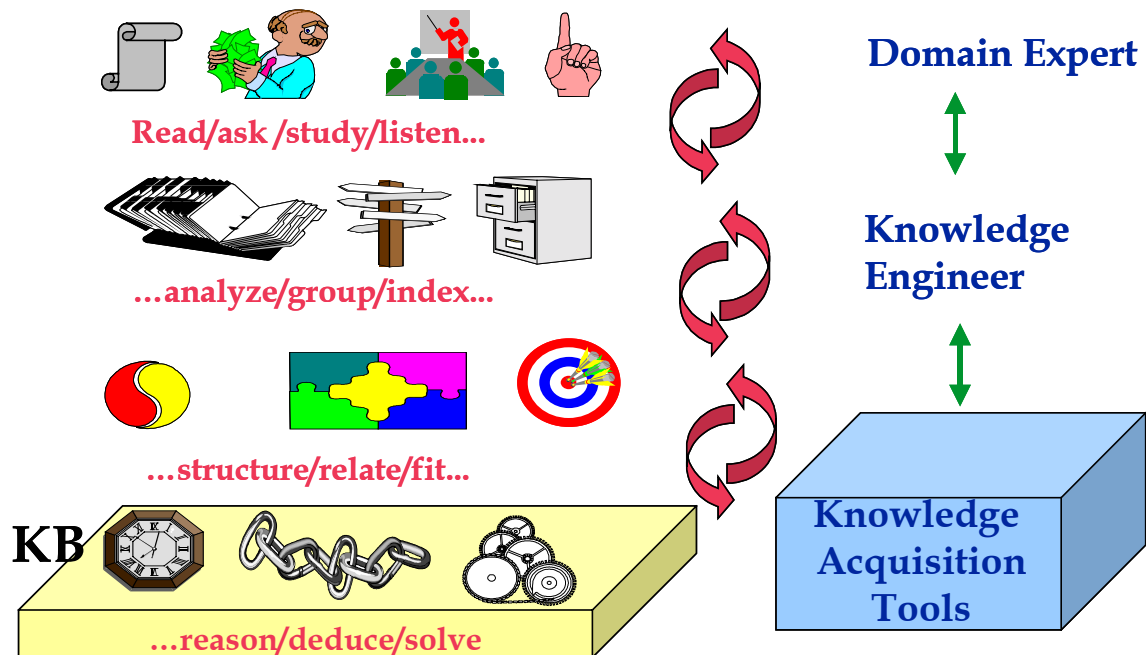 Domain Expert
Read/ask /study/listen...
Knowledge
Engineer
…analyze/group/index...
…structure/relate/fit...
KB
Knowledge
Acquisition
Tools
…reason/deduce/solve